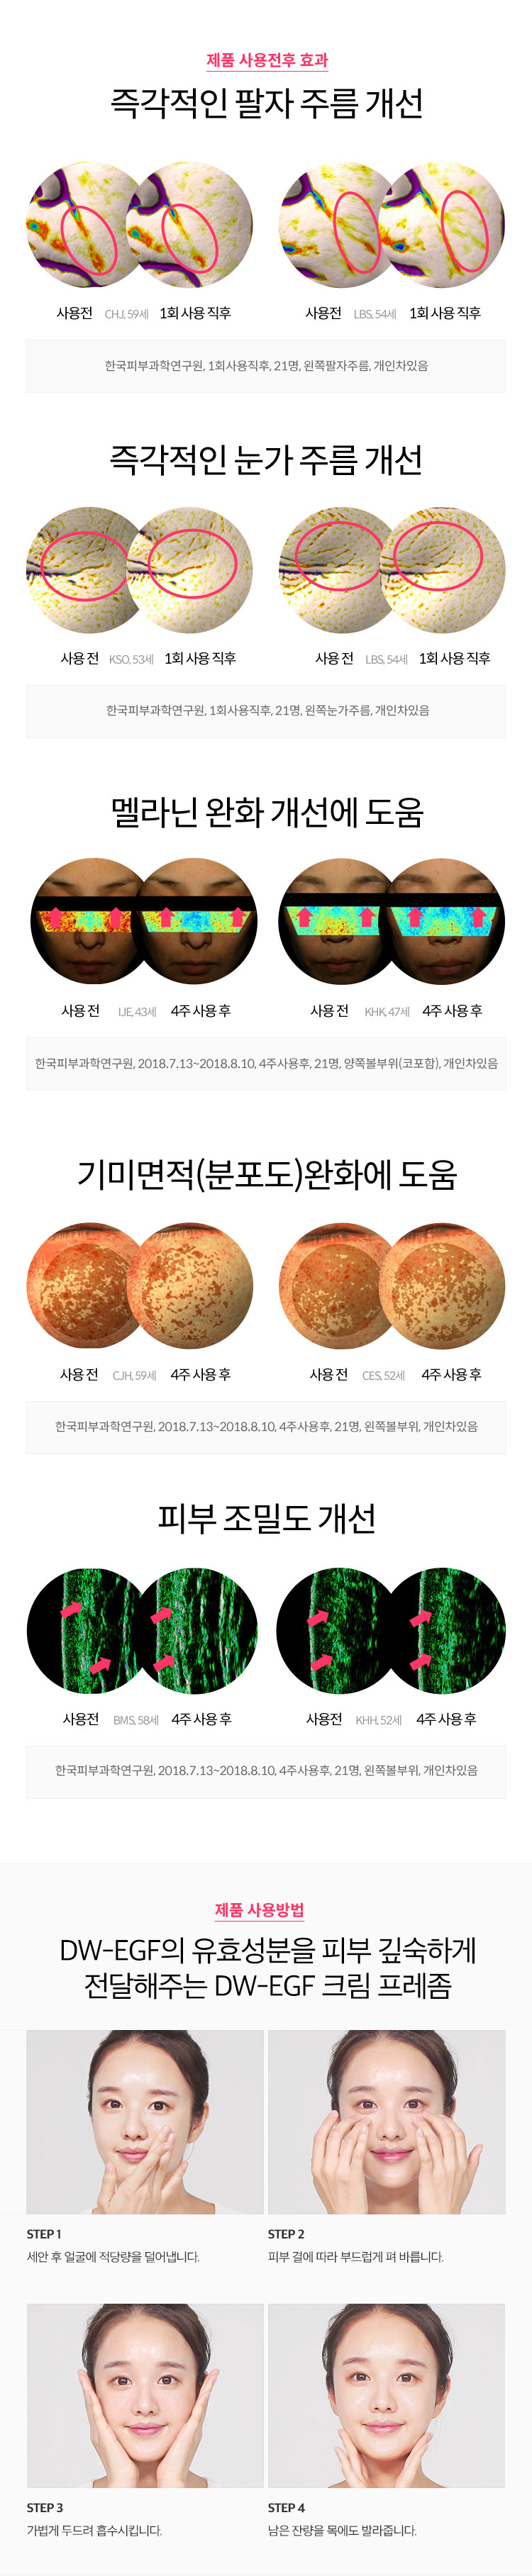 제품 사용전후 효과
즉각적인 팔자 주름 개선
사용전 CHJ, 59세 1회 사용 직후
사용전 LBS, 54세 1회 사용 직후
한국피부과학연구원, 1회사용직후, 21명, 왼쪽팔자주름, 개인차있음
즉각적인 눈가 주름 개선
사용 전 KSO, 53세 1회 사용 직후
사용 전 LBS, 54세 1회 사용 직후
한국피부과학연구원, 1회사용직후, 21명, 왼쪽눈가주름, 개인차있음
멜라닌 완화 개선에 도움
사용 전 IJE, 43세 4주 사용 후
사용 전 KHK, 47세 4주 사용 후
한국피부과학연구원, 2018.7.13~2018.8.10, 4주사용후, 21명, 양쪽볼부위(코포함), 개인차있음
기미면적(분포도)완화에 도움
사용 전 CJH, 59세 4주 사용 후
사용 전 CES, 52세 4주 사용 후
한국피부과학연구원, 2018.7.13~2018.8.10, 4주사용후, 21명, 왼쪽볼부위, 개인차있음
피부 조밀도 개선
사용전 BMS, 58세 4주 사용 후
사용전 KHH, 52세 4주 사용 후
한국피부과학연구원, 2018.7.13~2018.8.10, 4주사용후, 21명, 왼쪽볼부위, 개인차있음
제품 사용방법
DW-EGF의 유효성분을 피부 깊숙하게
전달해주는 DW-EGF 크림 프레좀
STEP 1
세안 후 얼굴에 적당량을 덜어냅니다.
STEP 2
피부 결에 따라 부드럽게 펴 바릅니다.
STEP 3
가볍게 두드려 흡수시킵니다.
STEP 4
남은 잔량을 목에도 발라줍니다.